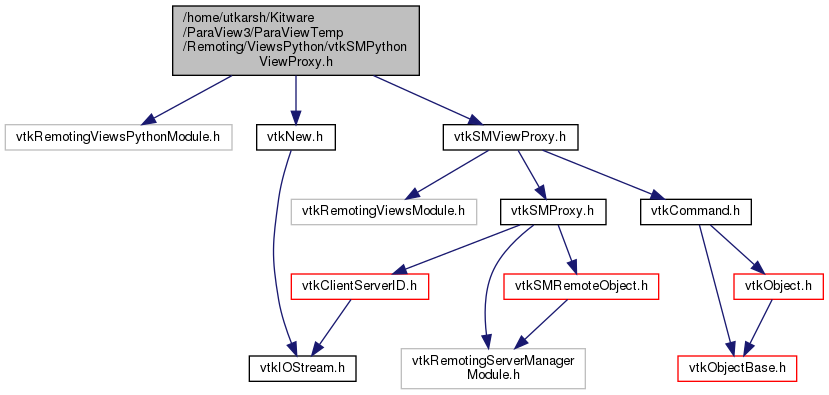 /home/utkarsh/Kitware
/ParaView3/ParaViewTemp
/Remoting/ViewsPython/vtkSMPython
ViewProxy.h
vtkRemotingViewsPythonModule.h
vtkNew.h
vtkSMViewProxy.h
vtkRemotingViewsModule.h
vtkSMProxy.h
vtkCommand.h
vtkClientServerID.h
vtkSMRemoteObject.h
vtkObject.h
vtkIOStream.h
vtkRemotingServerManager
Module.h
vtkObjectBase.h